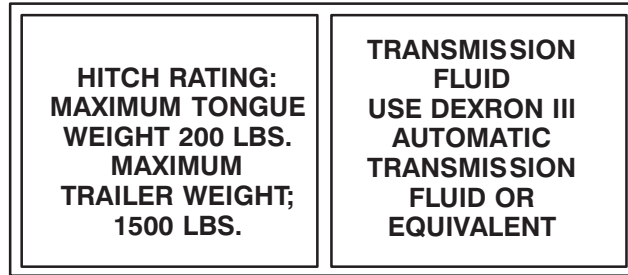 HITCH RATING:
MAXIMUM TONGUE
WEIGHT 200 LBS.
MAXIMUM
TRAILER WEIGHT;
1500 LBS.
TRANSMISSION
FLUID
USE DEXRON III
AUTOMATIC
TRANSMISSION
FLUID OR
EQUIVALENT